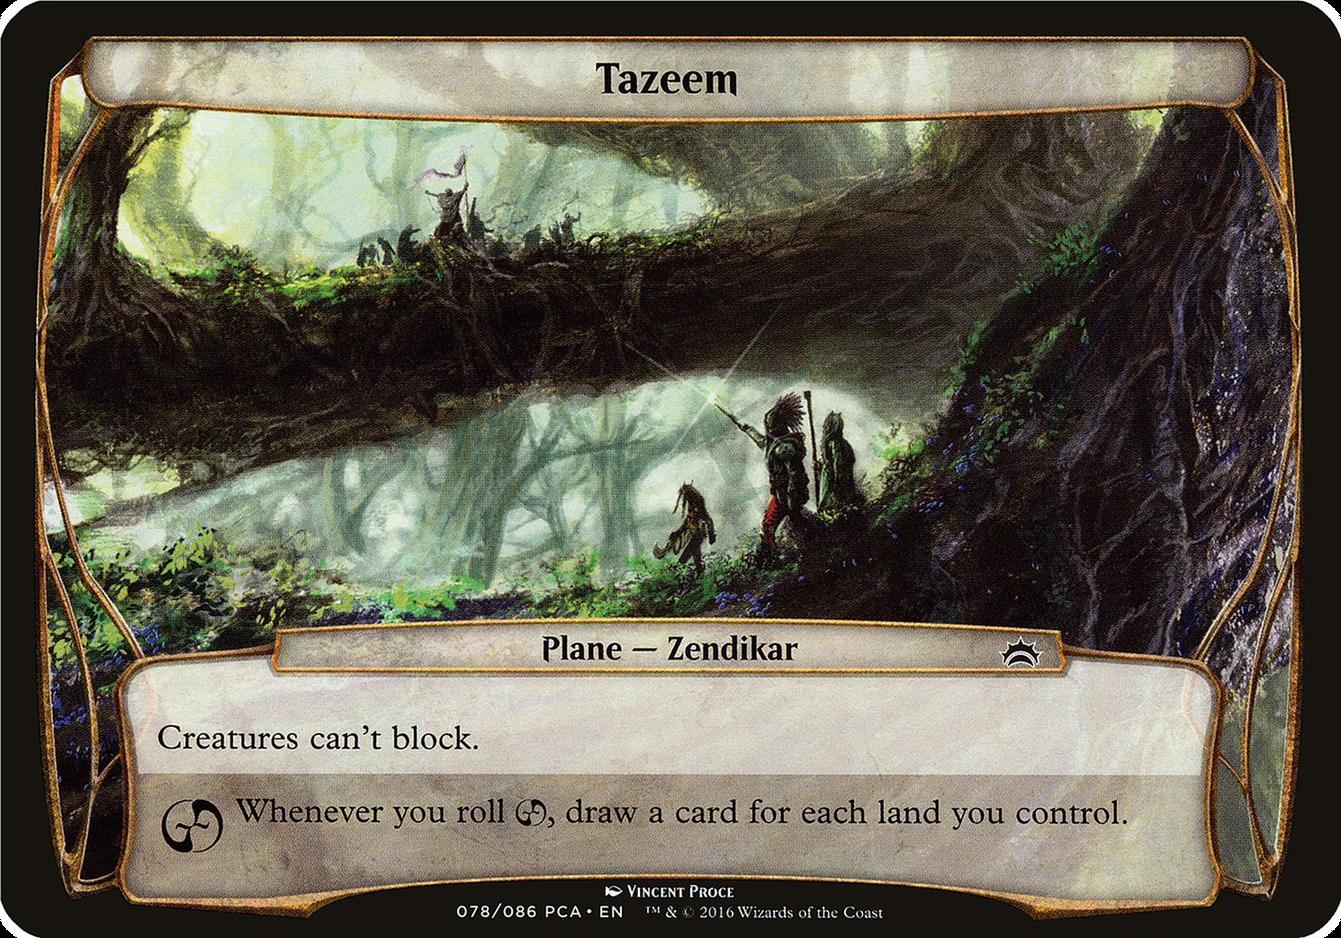 Tazeem
Plane — Zendikar
Creatures can't block.
Whenever you roll , draw a card for each land you control.
Vincent Proce
078/086 PCA • EN ™ & © 2016 Wizards of the Coast